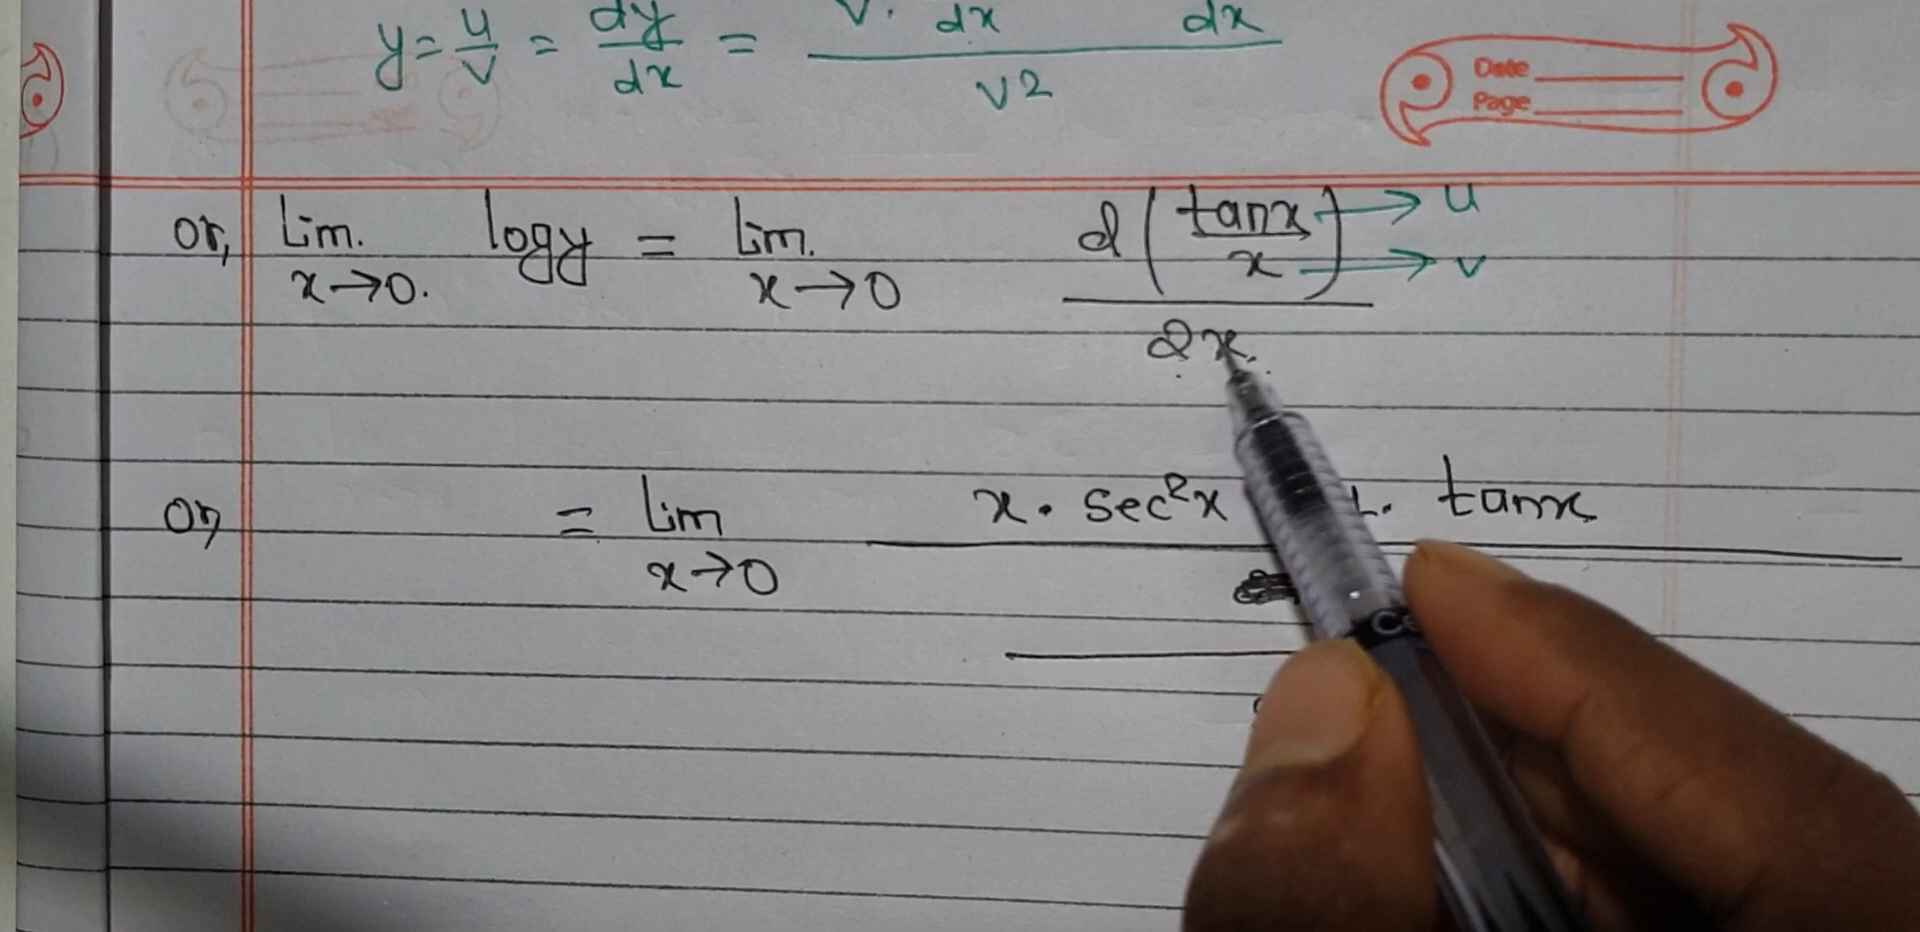 y = u/v = dy/dx = v. dx dx / v2
Date
Page
or, Lim. x→0. logy = Lim. x→0 d(tanx/x) / 2x. → u → v
or = Lim x→0 x. sec²x . tanx